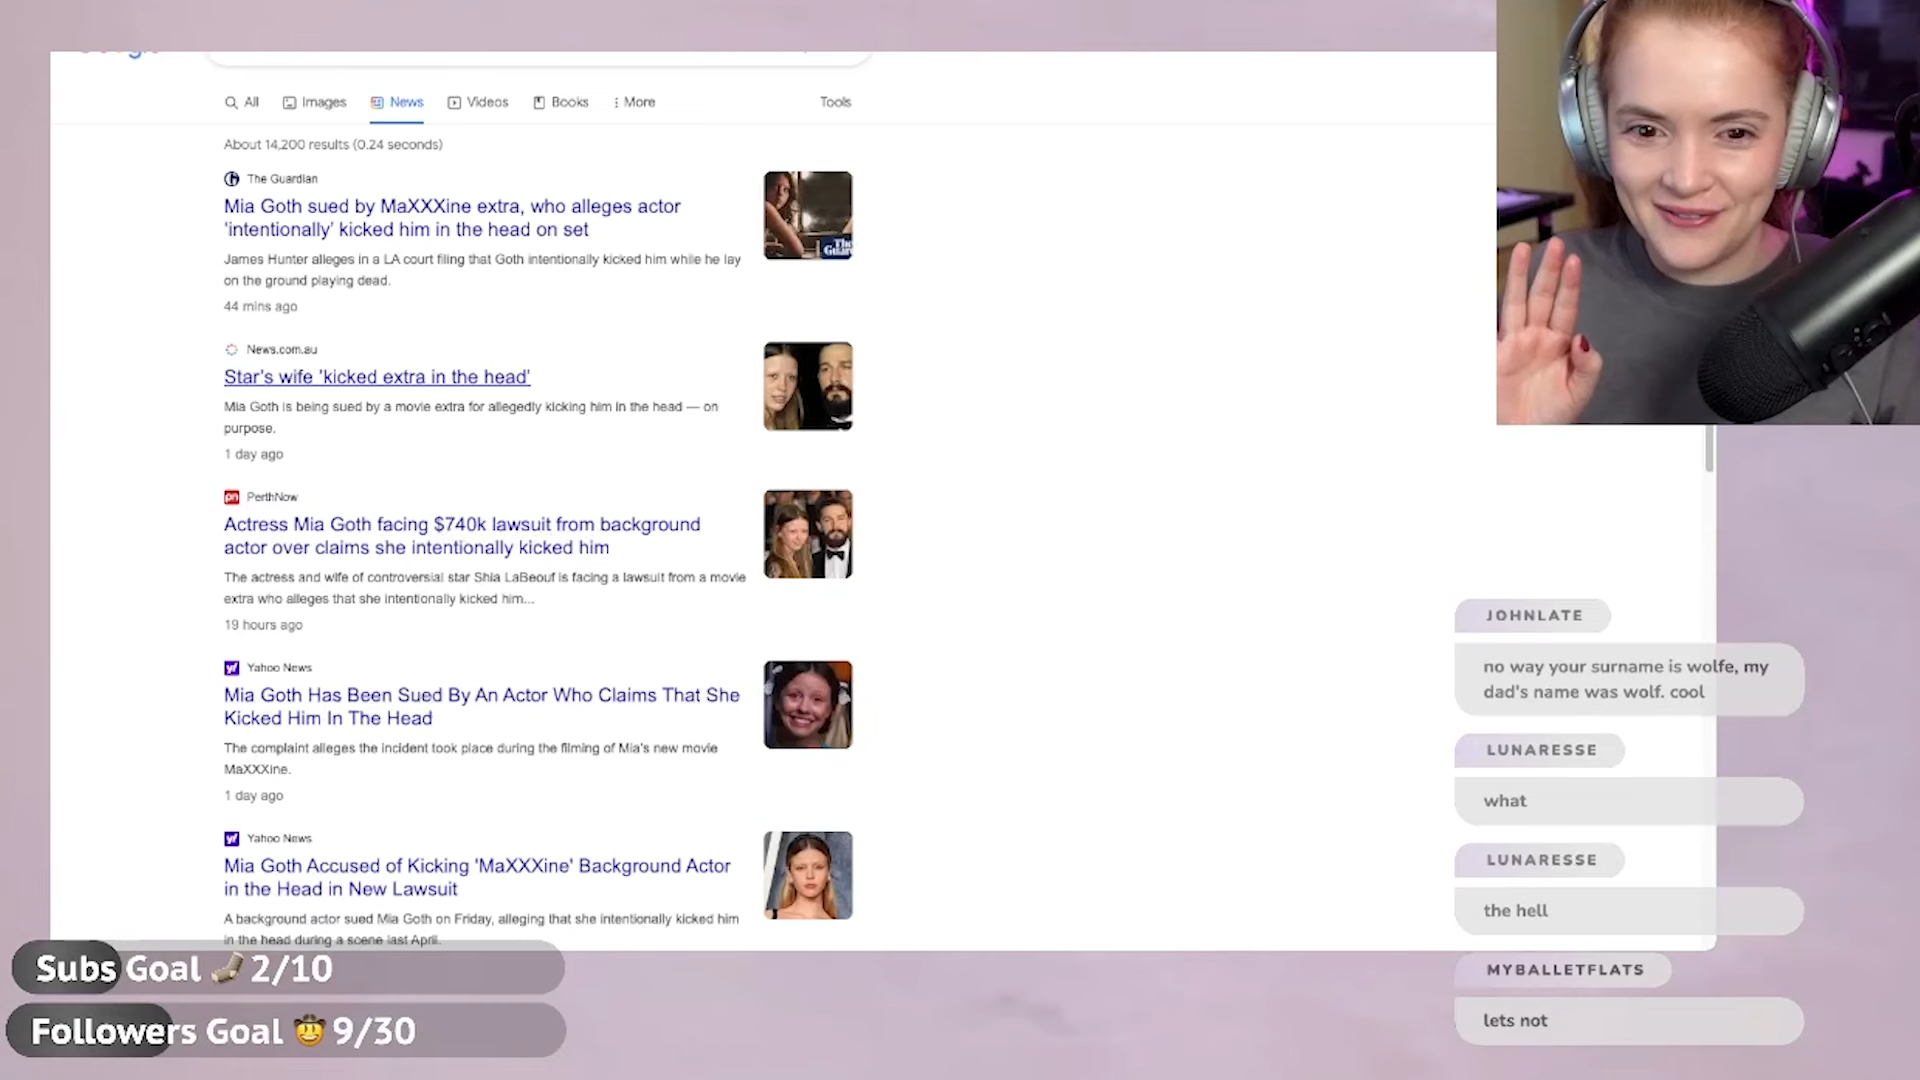 All Images News Videos Books More Tools
About 14,200 results (0.24 seconds)
The Guardian
Mia Goth sued by MaXXXine extra, who alleges actor
'intentionally' kicked him in the head on set
James Hunter alleges in a LA court filing that Goth intentionally kicked him while he lay
on the ground playing dead.
44 mins ago
News.com.au
Star's wife 'kicked extra in the head'
Mia Goth is being sued by a movie extra for allegedly kicking him in the head — on
purpose.
1 day ago
pn PerthNow
Actress Mia Goth facing $740k lawsuit from background
actor over claims she intentionally kicked him
The actress and wife of controversial star Shia LaBeouf is facing a lawsuit from a movie
extra who alleges that she intentionally kicked him...
19 hours ago
y! Yahoo News
Mia Goth Has Been Sued By An Actor Who Claims That She
Kicked Him In The Head
The complaint alleges the incident took place during the filming of Mia's new movie
MaXXXine.
1 day ago
y! Yahoo News
Mia Goth Accused of Kicking 'MaXXXine' Background Actor
in the Head in New Lawsuit
A background actor sued Mia Goth on Friday, alleging that she intentionally kicked him
in the head during a scene last April.
Subs Goal 🧦 2/10
Followers Goal 🤠 9/30
JOHNLATE
no way your surname is wolfe, my
dad's name was wolf. cool
LUNARESSE
what
LUNARESSE
the hell
MYBALLETFLATS
lets not